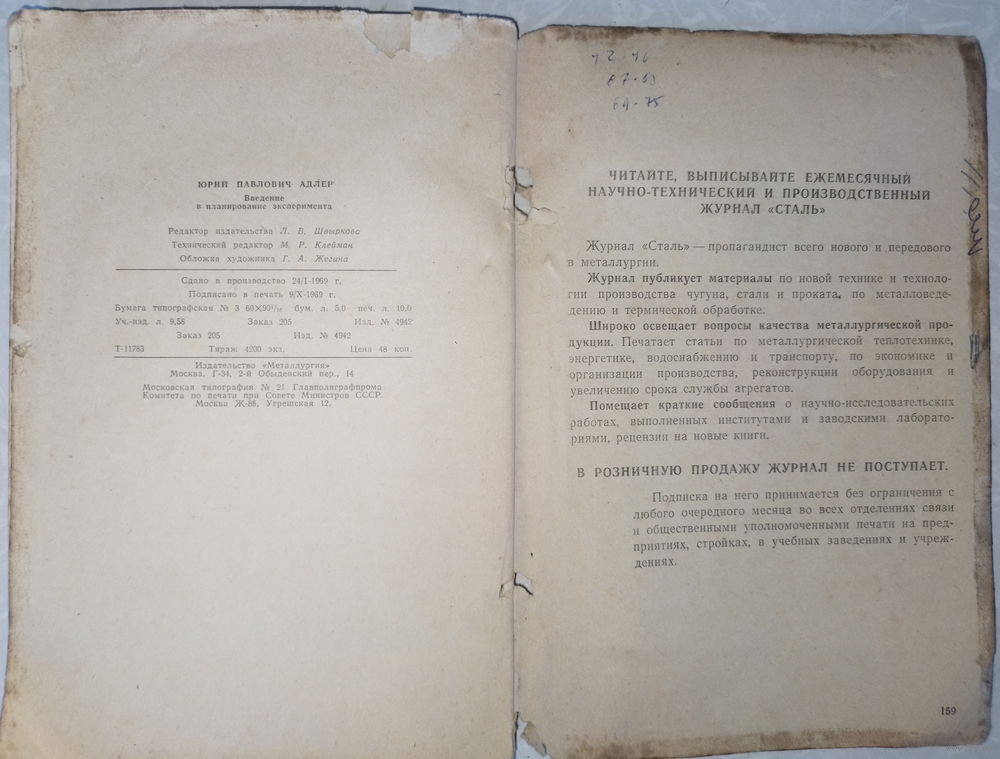 ЮРИЙ ПАВЛОВИЧ АДЛЕР
Введение
в планирование эксперимента
Редактор издательства Л. В. Швыркова
Технический редактор М. Р. Клейман
Обложка художника Г. А. Жегина
Сдано в производство 24/I-1969 г.
Подписано в печать 9/X-1969 г.
Бумага типографская № 3 60×90¹/₁₆ бум. л. 5,0 печ. л. 10,0
Уч.-изд. л. 9,58 Заказ 205 Изд. № 4942
Заказ 205 Изд. № 4942
Т-11783 Тираж 4200 экз. Цена 48 коп.
Издательство «Металлургия»
Москва, Г-34, 2-й Обыденский пер., 14
Московская типография № 21 Главполиграфпрома
Комитета по печати при Совете Министров СССР.
Москва Ж-88, Угрешская 12.
67-69
69-75
ЧИТАЙТЕ, ВЫПИСЫВАЙТЕ ЕЖЕМЕСЯЧНЫЙ
НАУЧНО-ТЕХНИЧЕСКИЙ И ПРОИЗВОДСТВЕННЫЙ
ЖУРНАЛ «СТАЛЬ»
Журнал «Сталь» — пропагандист всего нового и передового
в металлургии.
Журнал публикует материалы по новой технике и техноло-
гии производства чугуна, стали и проката, по металловеде-
дению и термической обработке.
Широко освещает вопросы качества металлургической про-
дукции. Печатает статьи по металлургической теплотехнике,
энергетике, водоснабжению и транспорту, по экономике и
организации производства, реконструкции оборудования и
увеличению срока службы агрегатов.
Помещает краткие сообщения о научно-исследовательских
работах, выполненных институтами и заводскими лаборато-
риями, рецензии на новые книги.
В РОЗНИЧНУЮ ПРОДАЖУ ЖУРНАЛ НЕ ПОСТУПАЕТ.
Подписка на него принимается без ограничения с
любого очередного месяца во всех отделениях связи
и общественными уполномоченными печати на пред-
приятиях, стройках, в учебных заведениях и учреж-
дениях.
159